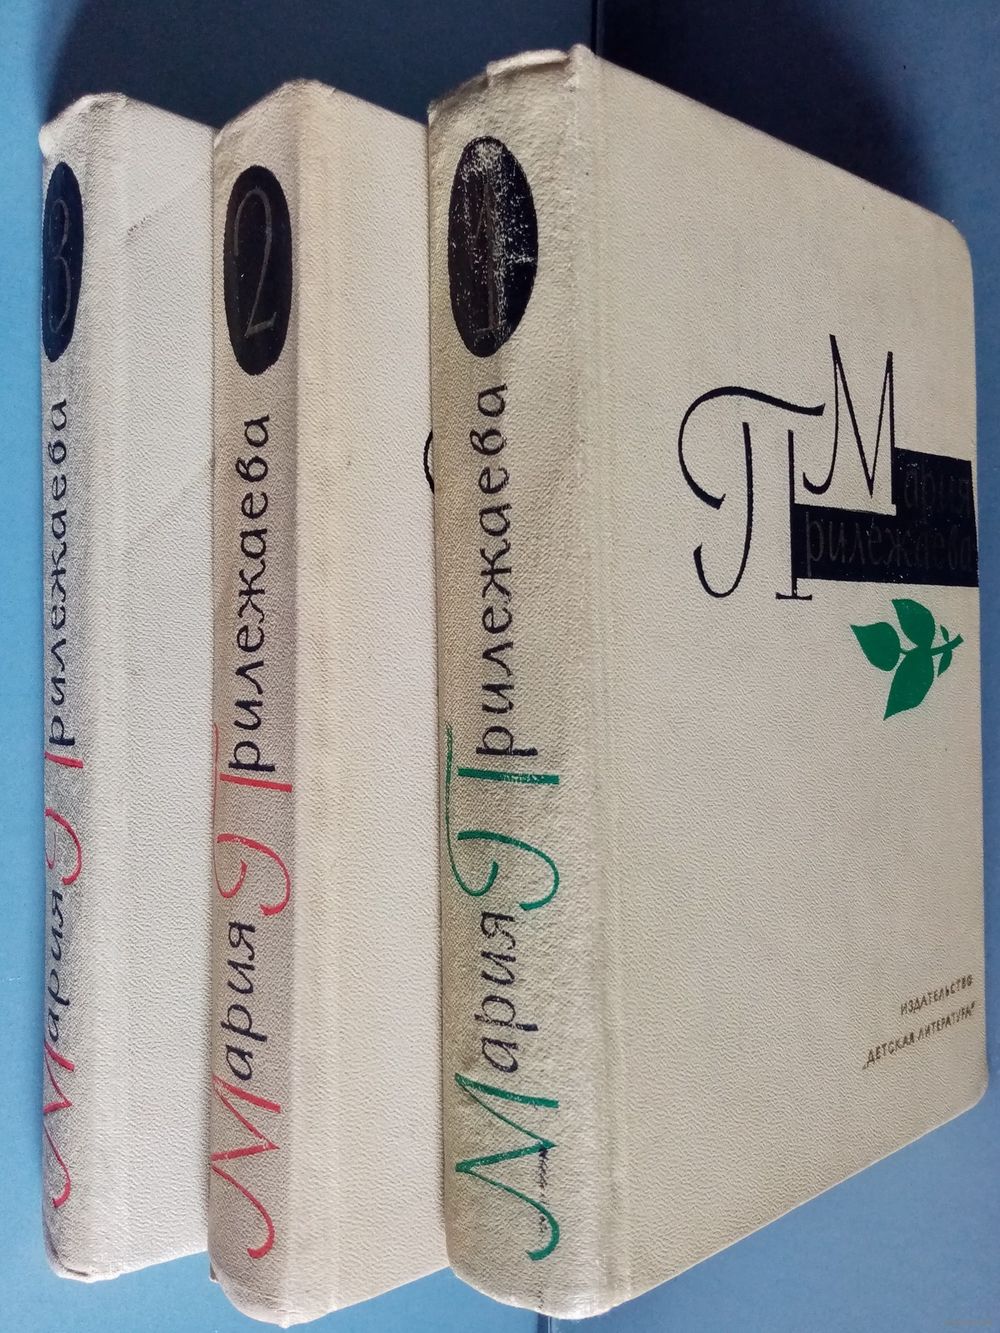 3
Мария Прилежаева
2
Мария Прилежаева
1
Мария Прилежаева
Мария
Прилежаева
ИЗДАТЕЛЬСТВО
„ДЕТСКАЯ ЛИТЕРАТУРА“